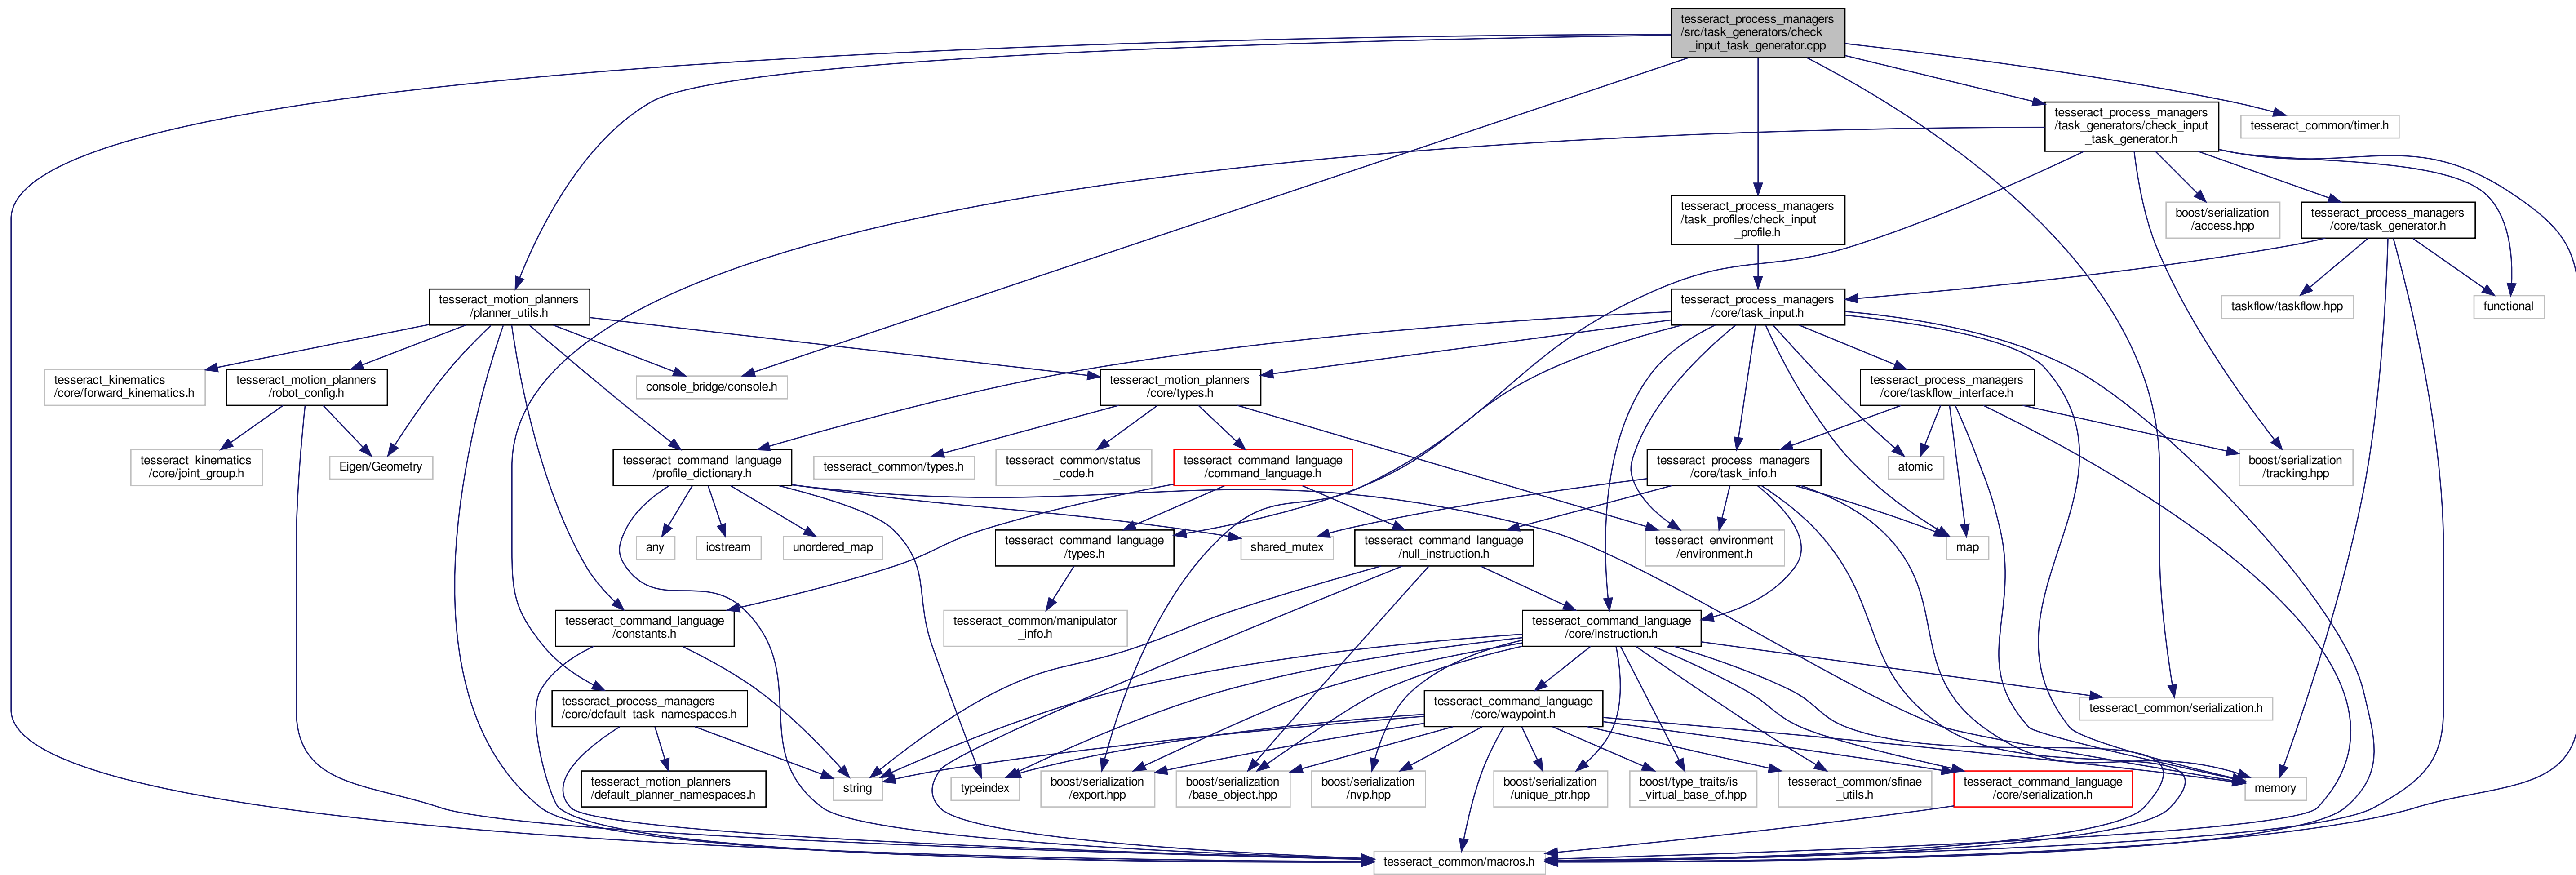 tesseract_process_managers
/src/task_generators/check
_input_task_generator.cpp
tesseract_process_managers
/task_generators/check_input
_task_generator.h
tesseract_common/timer.h
tesseract_process_managers
/task_profiles/check_input
_profile.h
boost/serialization
/access.hpp
tesseract_process_managers
/core/task_generator.h
tesseract_motion_planners
/planner_utils.h
tesseract_process_managers
/core/task_input.h
taskflow/taskflow.hpp
functional
tesseract_kinematics
/core/forward_kinematics.h
tesseract_motion_planners
/robot_config.h
console_bridge/console.h
tesseract_motion_planners
/core/types.h
tesseract_process_managers
/core/taskflow_interface.h
tesseract_kinematics
/core/joint_group.h
Eigen/Geometry
tesseract_command_language
/profile_dictionary.h
tesseract_common/types.h
tesseract_common/status
_code.h
tesseract_command_language
/command_language.h
tesseract_process_managers
/core/task_info.h
atomic
boost/serialization
/tracking.hpp
any
iostream
unordered_map
tesseract_command_language
/types.h
shared_mutex
tesseract_command_language
/null_instruction.h
tesseract_environment
/environment.h
map
tesseract_command_language
/constants.h
tesseract_common/manipulator
_info.h
tesseract_command_language
/core/instruction.h
tesseract_process_managers
/core/default_task_namespaces.h
tesseract_command_language
/core/waypoint.h
tesseract_common/serialization.h
tesseract_motion_planners
/default_planner_namespaces.h
string
typeindex
boost/serialization
/export.hpp
boost/serialization
/base_object.hpp
boost/serialization
/nvp.hpp
boost/serialization
/unique_ptr.hpp
boost/type_traits/is
_virtual_base_of.hpp
tesseract_common/sfinae
_utils.h
tesseract_command_language
/core/serialization.h
memory
tesseract_common/macros.h